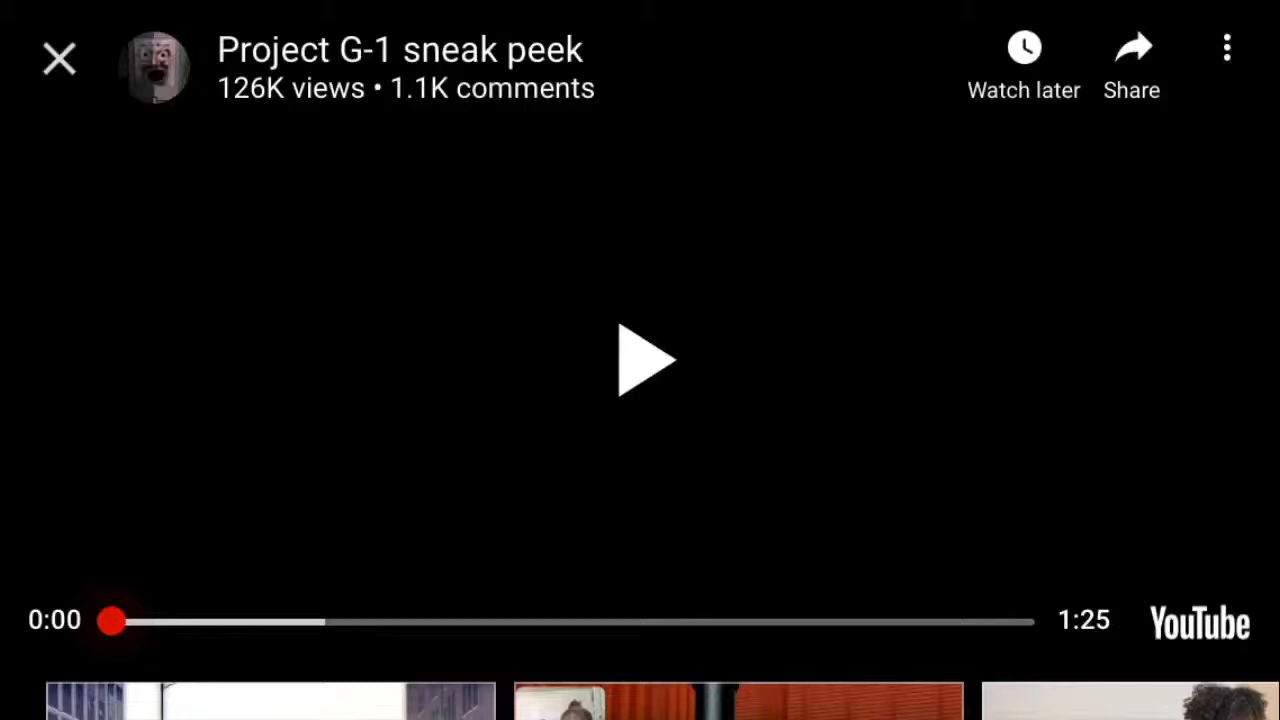 Project G-1 sneak peek
126K views • 1.1K comments
Watch later
Share
0:00
1:25
YouTube